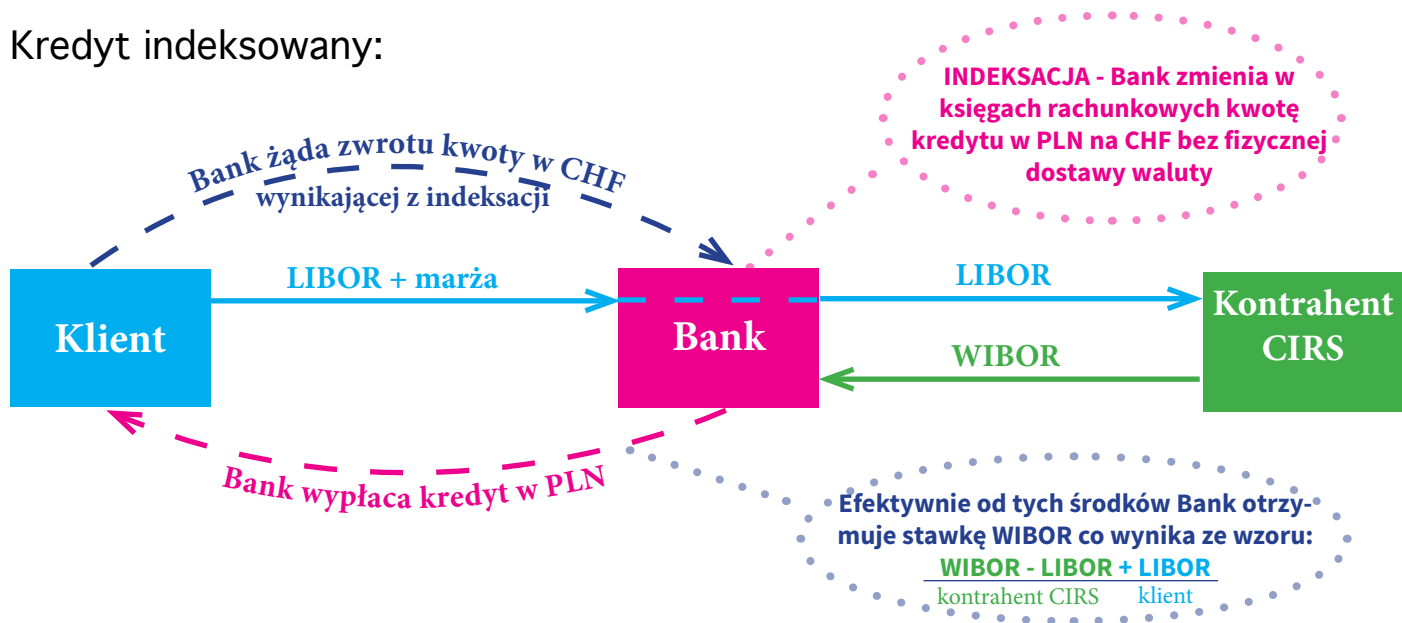 Kredyt indeksowany:
INDEKSACJA - Bank zmienia w
księgach rachunkowych kwotę
kredytu w PLN na CHF bez fizycznej
dostawy waluty
Bank żąda zwrotu kwoty w CHF
wynikającej z indeksacji
LIBOR + marża
LIBOR
Klient
Bank
Kontrahent
CIRS
WIBOR
Bank wypłaca kredyt w PLN
Efektywnie od tych środków Bank otrzy-
muje stawkę WIBOR co wynika ze wzoru:
WIBOR - LIBOR + LIBOR
kontrahent CIRS klient